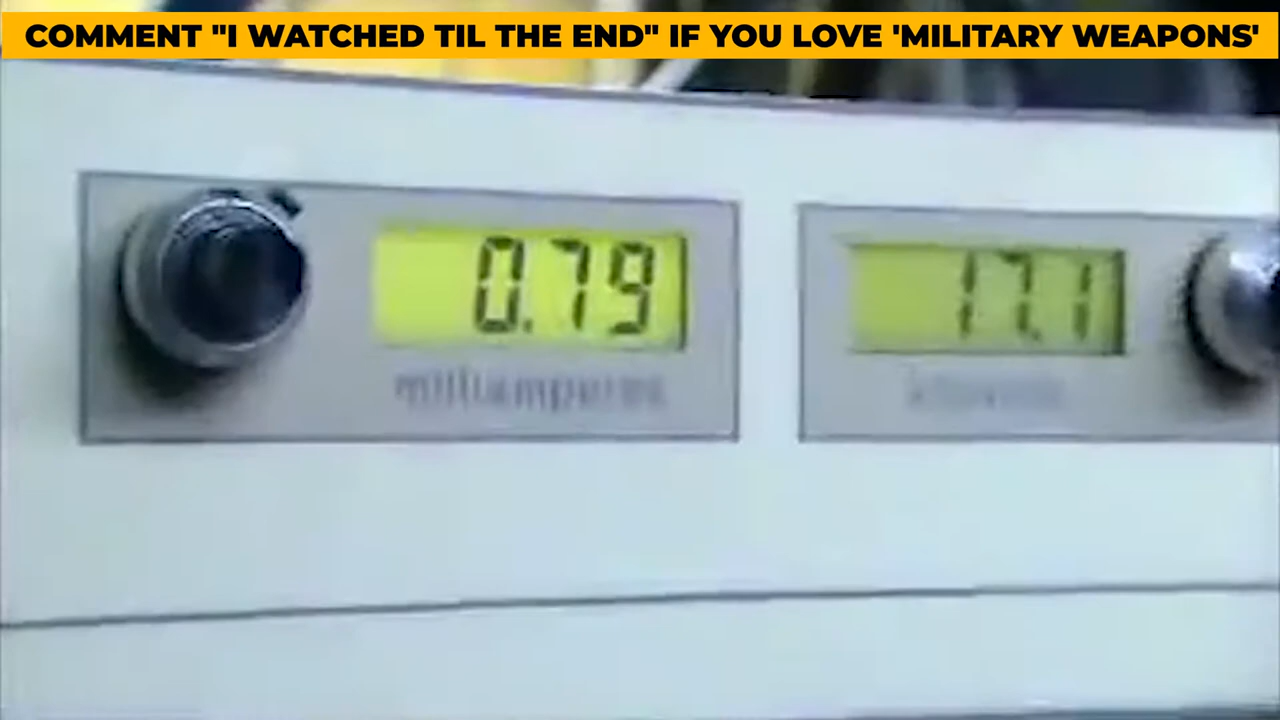 COMMENT "I WATCHED TIL THE END" IF YOU LOVE 'MILITARY WEAPONS'
0.79
17.1
milliamperes